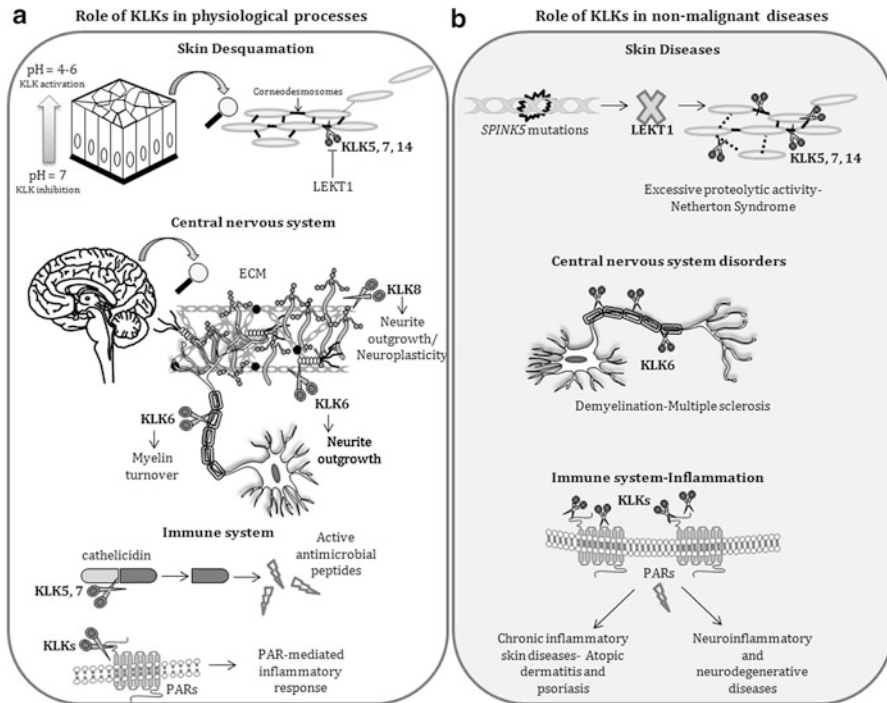 a
Role of KLKs in physiological processes
Skin Desquamation
pH = 4-6
KLK activation
pH = 7
KLK inhibition
Corneodesmosomes
KLK5, 7, 14
LEKT1
Central nervous system
ECM
KLK8
Neurite
outgrowth/
Neuroplasticity
KLK6
Myelin
turnover
KLK6
Neurite
outgrowth
Immune system
cathelicidin
KLK5, 7
Active
antimicrobial
peptides
KLKs
PARs
PAR-mediated
inflammatory
response
b
Role of KLKs in non-malignant diseases
Skin Diseases
SPINK5 mutations
LEKT1
KLK5, 7, 14
Excessive proteolytic activity-
Netherton Syndrome
Central nervous system disorders
KLK6
Demyelination-Multiple sclerosis
Immune system-Inflammation
KLKs
PARs
Chronic inflammatory
skin diseases- Atopic
dermatitis and
psoriasis
Neuroinflammatory
and
neurodegenerative
diseases